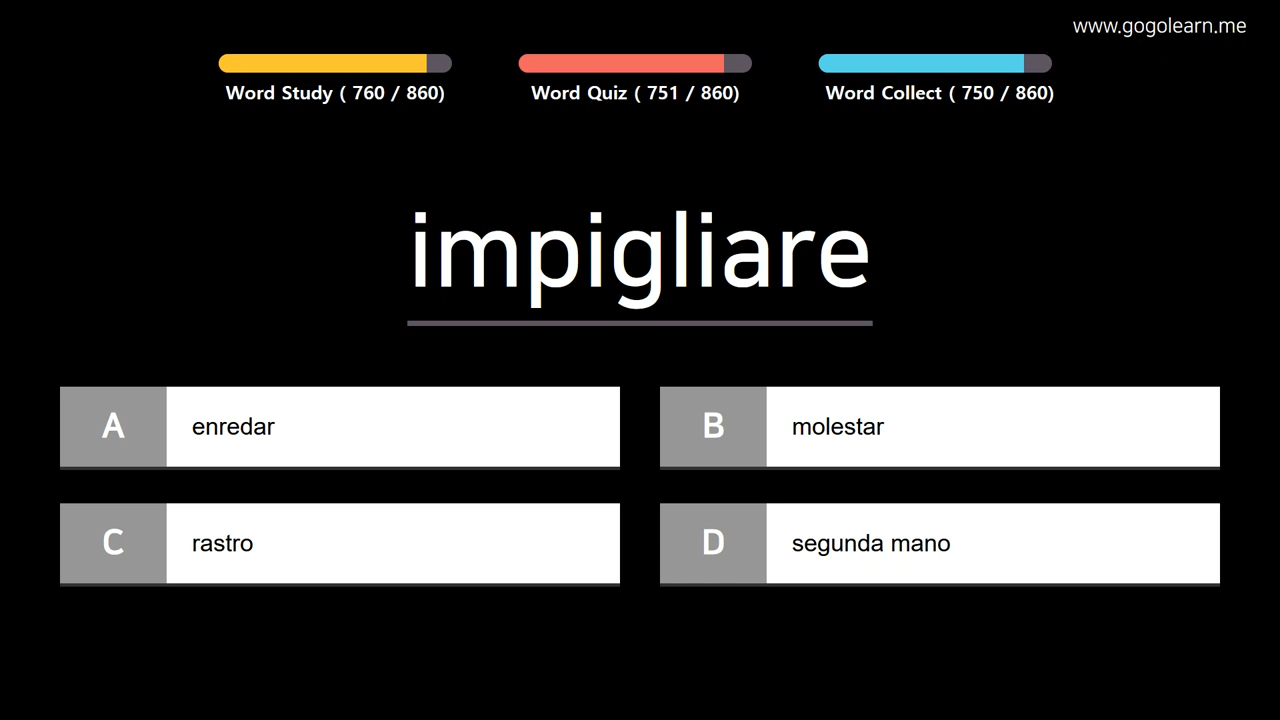 www.gogolearn.me
Word Study ( 760 / 860)
Word Quiz ( 751 / 860)
Word Collect ( 750 / 860)
impigliare
A
enredar
B
molestar
C
rastro
D
segunda mano